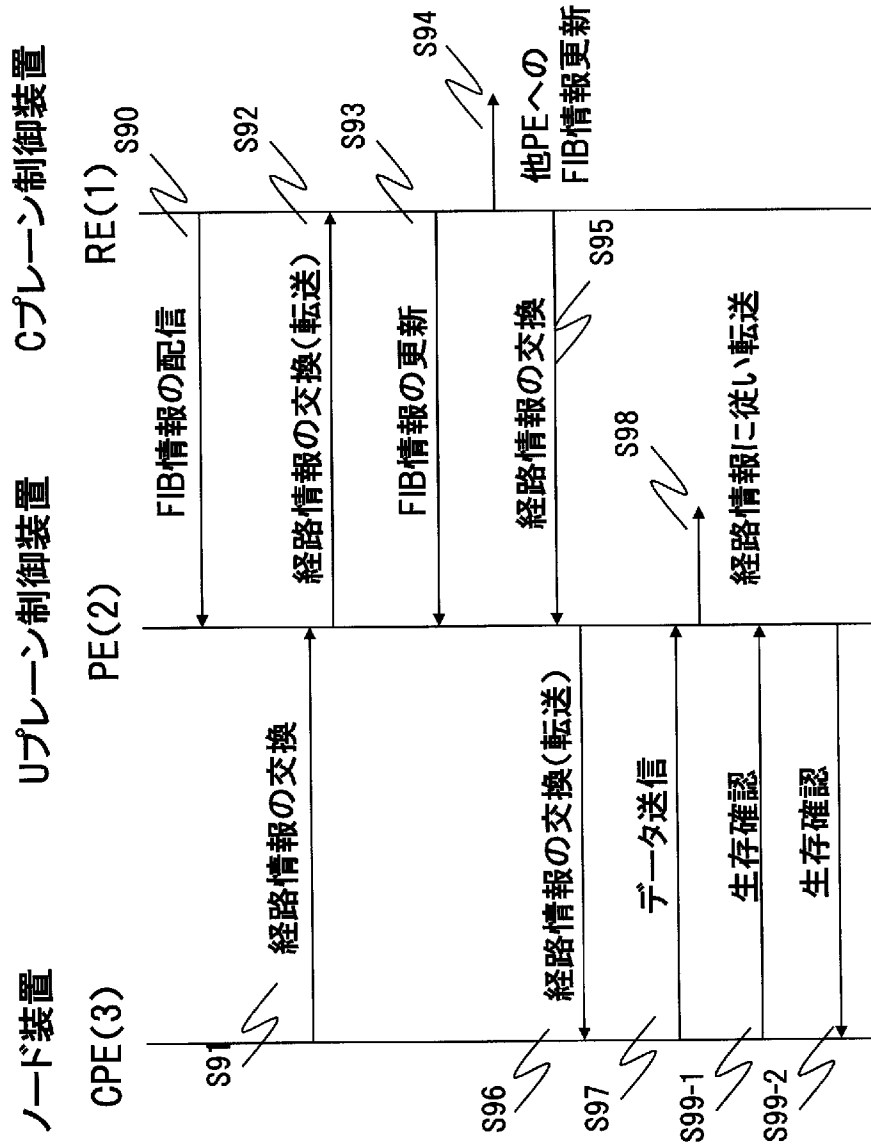 ノード装置
Uプレーン制御装置
Cプレーン制御装置
CPE(3)
PE(2)
RE(1)
S90
FIB情報の配信
S91
経路情報の交換
S92
経路情報の交換(転送)
S93
FIB情報の更新
S94
他PEへの
FIB情報更新
S95
経路情報の交換
S96
経路情報の交換(転送)
S97
データ送信
S98
経路情報に従い転送
S99-1
生存確認
S99-2
生存確認